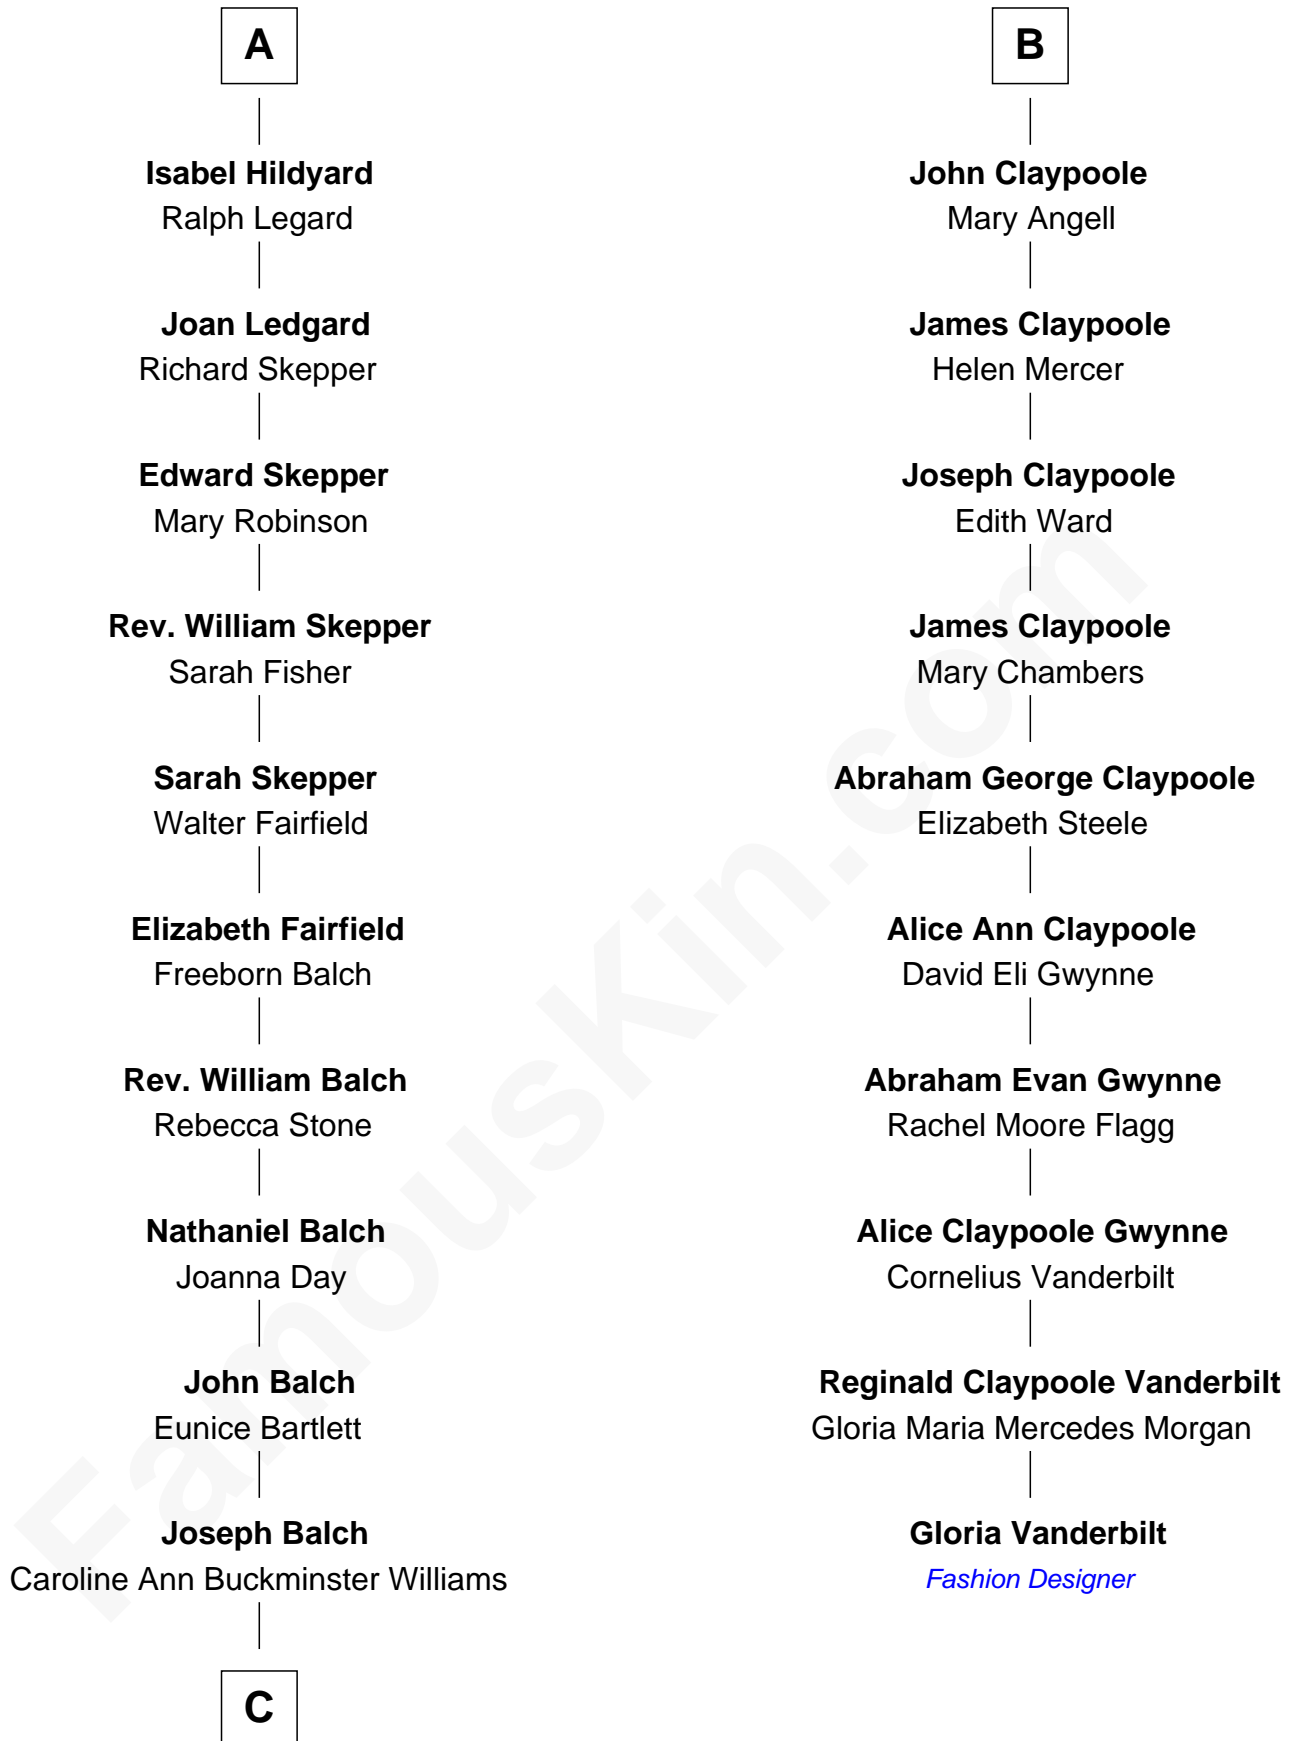 A
Isabel Hildyard
Ralph Legard
Joan Ledgard
Richard Skepper
Edward Skepper
Mary Robinson
Rev. William Skepper
Sarah Fisher
Sarah Skepper
Walter Fairfield
Elizabeth Fairfield
Freeborn Balch
Rev. William Balch
Rebecca Stone
Nathaniel Balch
Joanna Day
John Balch
Eunice Bartlett
Joseph Balch
Caroline Ann Buckminster Williams
C
B
John Claypoole
Mary Angell
James Claypoole
Helen Mercer
Joseph Claypoole
Edith Ward
James Claypoole
Mary Chambers
Abraham George Claypoole
Elizabeth Steele
Alice Ann Claypoole
David Eli Gwynne
Abraham Evan Gwynne
Rachel Moore Flagg
Alice Claypoole Gwynne
Cornelius Vanderbilt
Reginald Claypoole Vanderbilt
Gloria Maria Mercedes Morgan
Gloria Vanderbilt
Fashion Designer
FamousKin.com